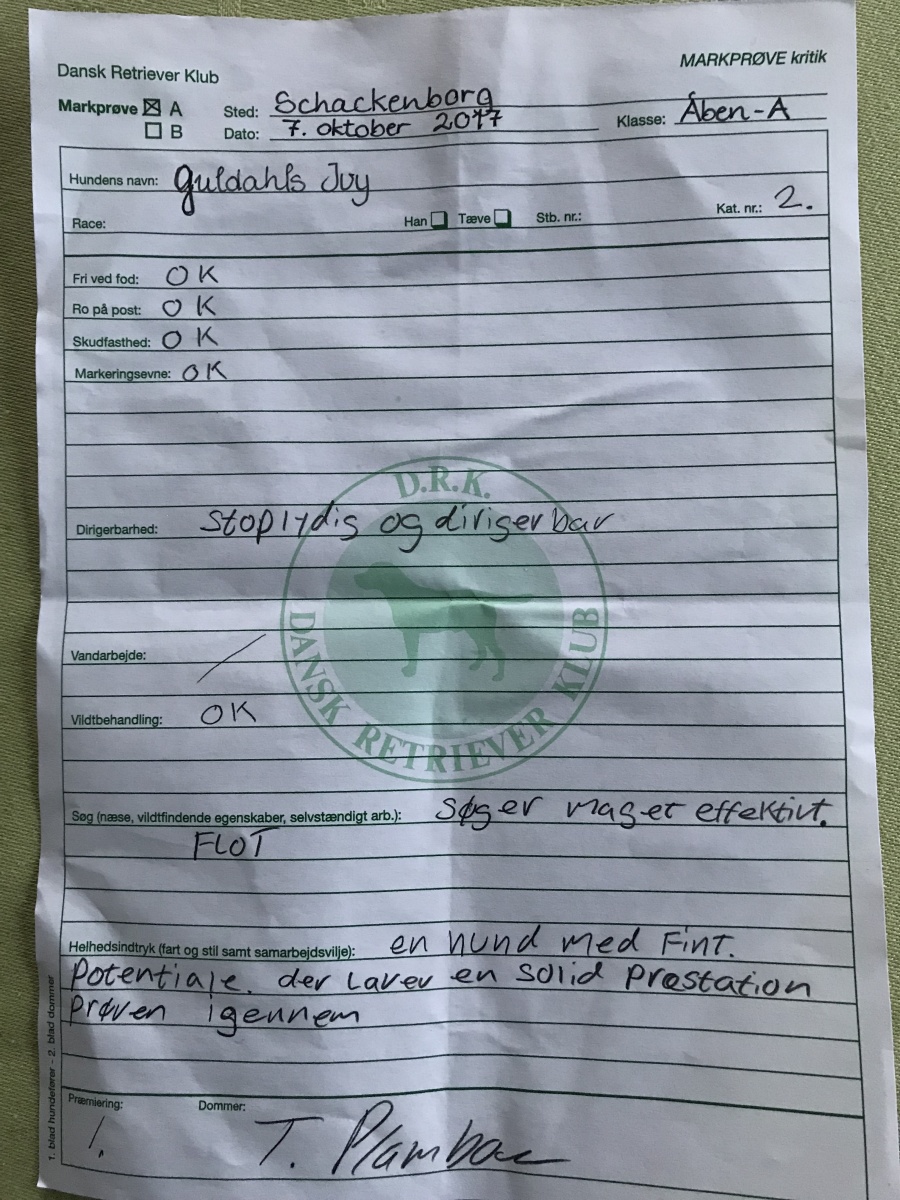 Dansk Retriever Klub
MARKPRØVE kritik
Markprøve ☒ A Sted: Schackenborg
☐ B Dato: 7. oktober 2017 Klasse: Åben-A
Hundens navn: Guldahls Ivy
Race: Han ☐ Tæve ☐ Stb. nr.: Kat. nr.: 2.
Fri ved fod: OK
Ro på post: OK
Skudfasthed: OK
Markeringsevne: OK
D.R.K.
Dirigerbarhed: Stoplydig og dirigerbar
DANSK RETRIEVER KLUB
Vandarbejde: /
Vildtbehandling: OK
Søg (næse, vildtfindende egenskaber, selvstændigt arb.): Søger maget effektivt.
FLOT
Helhedsindtryk (fart og stil samt samarbejdsvilje): en hund med Fint.
Potentiale. der laver en solid Præstation
Prøven igennem
Præmiering: Dommer:
1. T.
1. blad hundefører - 2. blad dommer